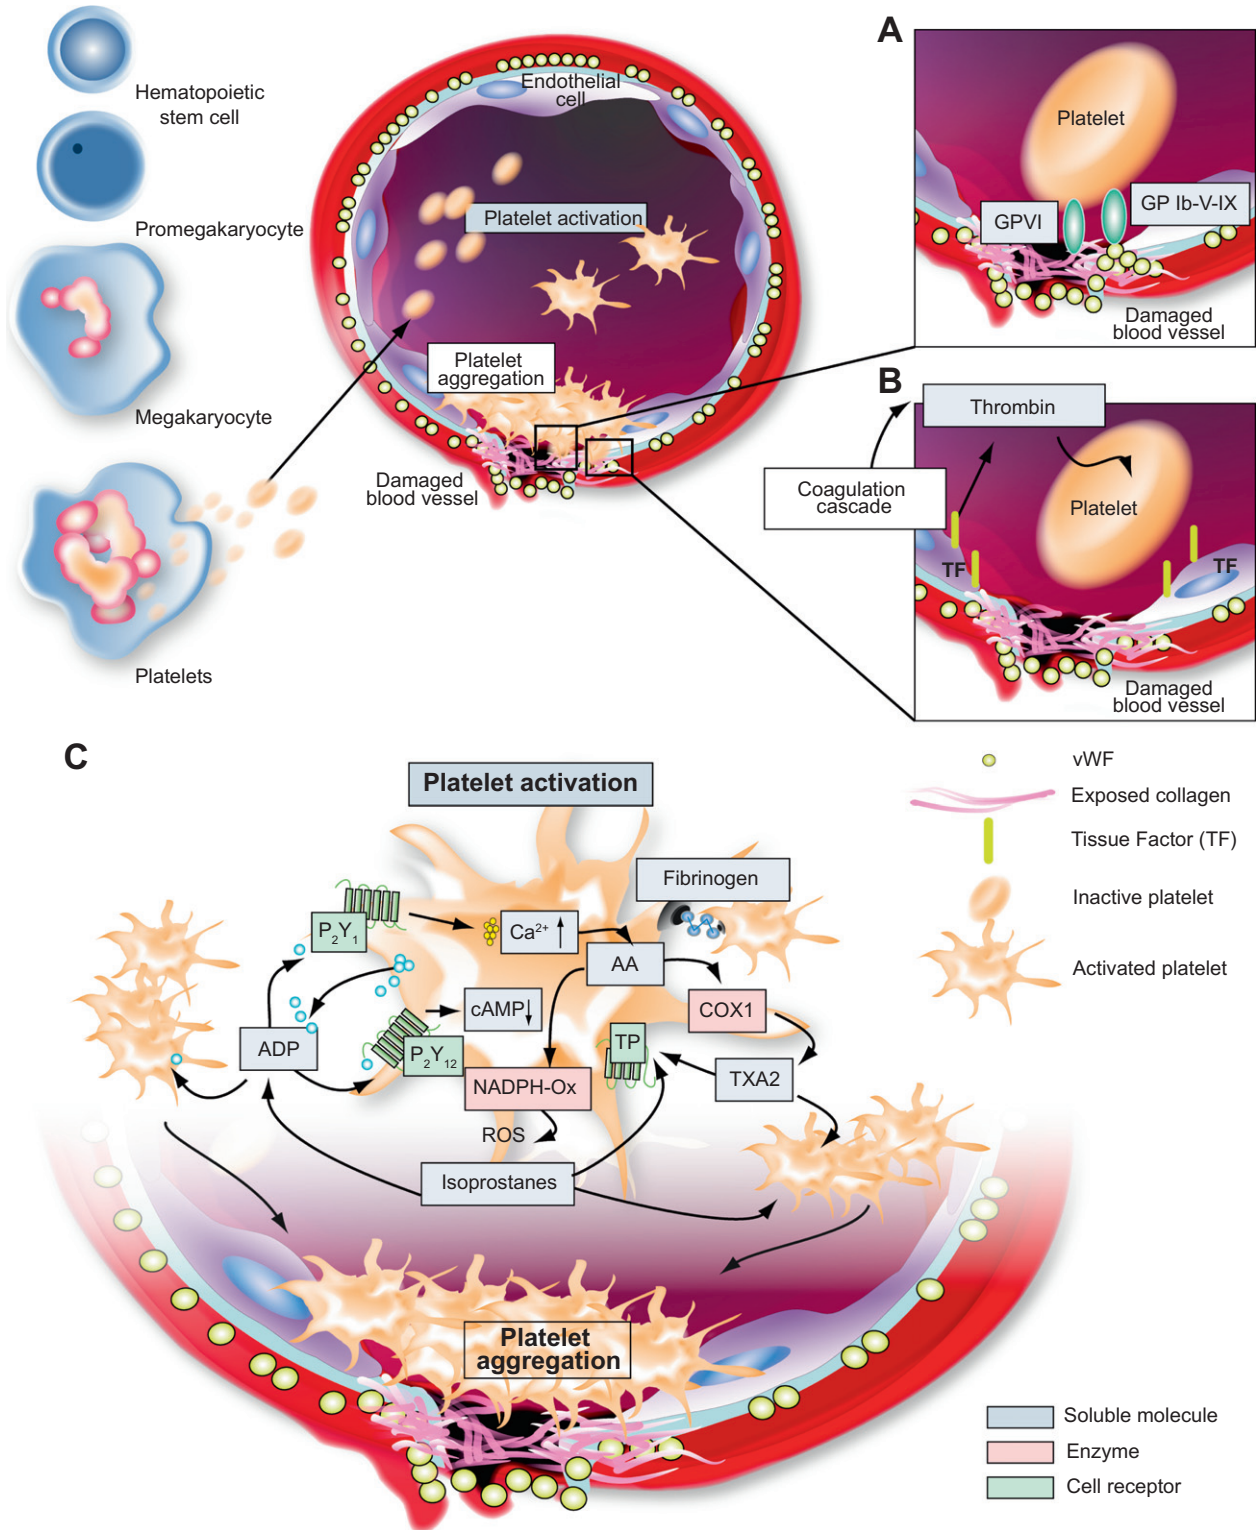 Hematopoietic
stem cell
Promegakaryocyte
Megakaryocyte
Platelets
Endothelial
cell
Platelet activation
Platelet
aggregation
Damaged
blood vessel
A
Platelet
GPVI
GP Ib-V-IX
Damaged
blood vessel
B
Thrombin
Coagulation
cascade
Platelet
TF
TF
Damaged
blood vessel
C
Platelet activation
Fibrinogen
P₂Y₁
Ca²⁺
AA
cAMP
COX1
ADP
P₂Y₁₂
TP
NADPH-Ox
TXA2
ROS
Isoprostanes
Platelet
aggregation
vWF
Exposed collagen
Tissue Factor (TF)
Inactive platelet
Activated platelet
Soluble molecule
Enzyme
Cell receptor